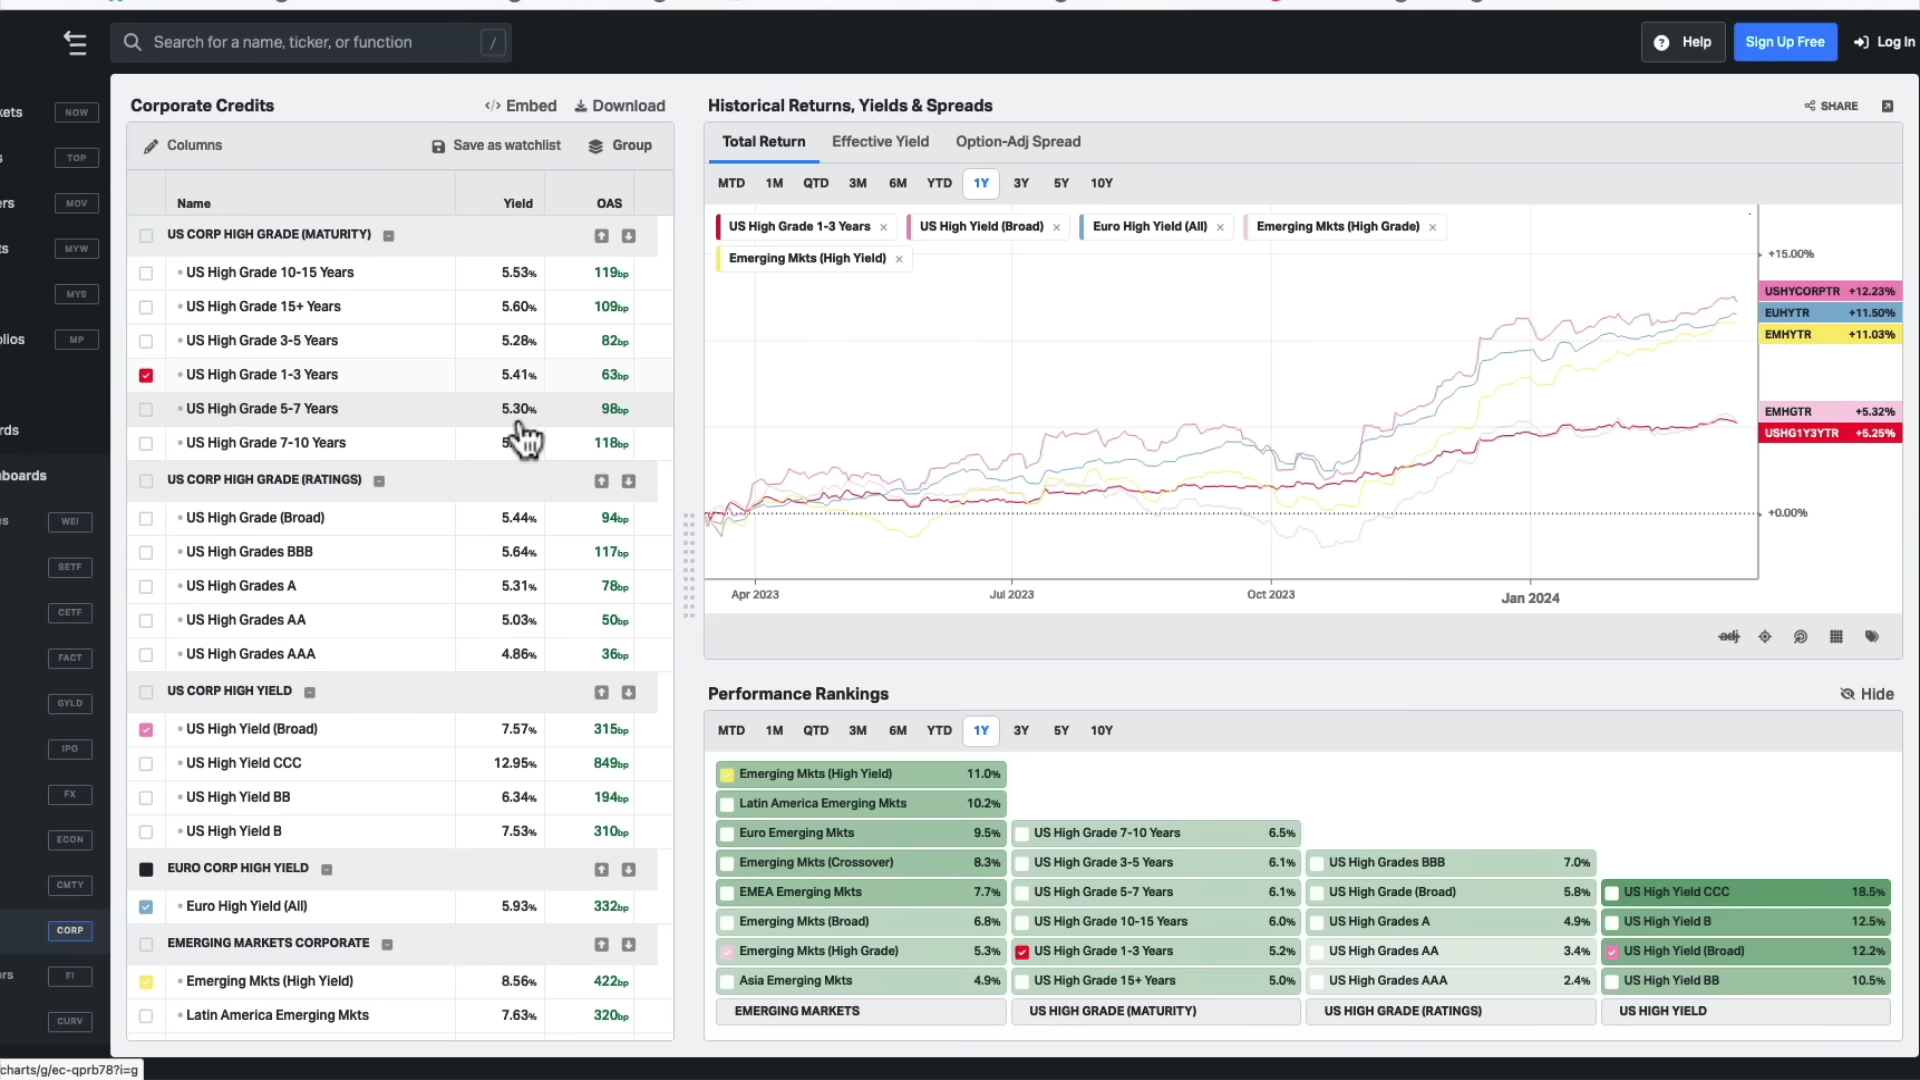 Search for a name, ticker, or function
/
Help
Sign Up Free
Log In
kets NOW
s TOP
ers MOV
ts MYW
MYS
olios MP
rds
boards
es WEI
SETF
CETF
FACT
GYLD
IPO
FX
ECON
CMTY
CORP
ers FI
CURV
Corporate Credits
</> Embed
Download
Columns
Save as watchlist
Group
Name Yield OAS
US CORP HIGH GRADE (MATURITY)
US High Grade 10-15 Years 5.53% 119bp
US High Grade 15+ Years 5.60% 109bp
US High Grade 3-5 Years 5.28% 82bp
US High Grade 1-3 Years 5.41% 63bp
US High Grade 5-7 Years 5.30% 98bp
US High Grade 7-10 Years 118bp
US CORP HIGH GRADE (RATINGS)
US High Grade (Broad) 5.44% 94bp
US High Grades BBB 5.64% 117bp
US High Grades A 5.31% 78bp
US High Grades AA 5.03% 50bp
US High Grades AAA 4.86% 36bp
US CORP HIGH YIELD
US High Yield (Broad) 7.57% 315bp
US High Yield CCC 12.95% 849bp
US High Yield BB 6.34% 194bp
US High Yield B 7.53% 310bp
EURO CORP HIGH YIELD
Euro High Yield (All) 5.93% 332bp
EMERGING MARKETS CORPORATE
Emerging Mkts (High Yield) 8.56% 422bp
Latin America Emerging Mkts 7.63% 320bp
Historical Returns, Yields & Spreads
SHARE
Total Return Effective Yield Option-Adj Spread
MTD 1M QTD 3M 6M YTD 1Y 3Y 5Y 10Y
US High Grade 1-3 Years × US High Yield (Broad) × Euro High Yield (All) × Emerging Mkts (High Grade) ×
Emerging Mkts (High Yield) ×
+15.00%
USHYCORPTR +12.23%
EUHYTR +11.50%
EMHYTR +11.03%
EMHGTR +5.32%
USHG1Y3YTR +5.25%
+0.00%
Apr 2023 Jul 2023 Oct 2023 Jan 2024
adj
Performance Rankings
Hide
MTD 1M QTD 3M 6M YTD 1Y 3Y 5Y 10Y
Emerging Mkts (High Yield) 11.0%
Latin America Emerging Mkts 10.2%
Euro Emerging Mkts 9.5% US High Grade 7-10 Years 6.5%
Emerging Mkts (Crossover) 8.3% US High Grade 3-5 Years 6.1% US High Grades BBB 7.0%
EMEA Emerging Mkts 7.7% US High Grade 5-7 Years 6.1% US High Grade (Broad) 5.8% US High Yield CCC 18.5%
Emerging Mkts (Broad) 6.8% US High Grade 10-15 Years 6.0% US High Grades A 4.9% US High Yield B 12.5%
Emerging Mkts (High Grade) 5.3% US High Grade 1-3 Years 5.2% US High Grades AA 3.4% US High Yield (Broad) 12.2%
Asia Emerging Mkts 4.9% US High Grade 15+ Years 5.0% US High Grades AAA 2.4% US High Yield BB 10.5%
EMERGING MARKETS US HIGH GRADE (MATURITY) US HIGH GRADE (RATINGS) US HIGH YIELD
charts/g/ec-qprb78?i=g